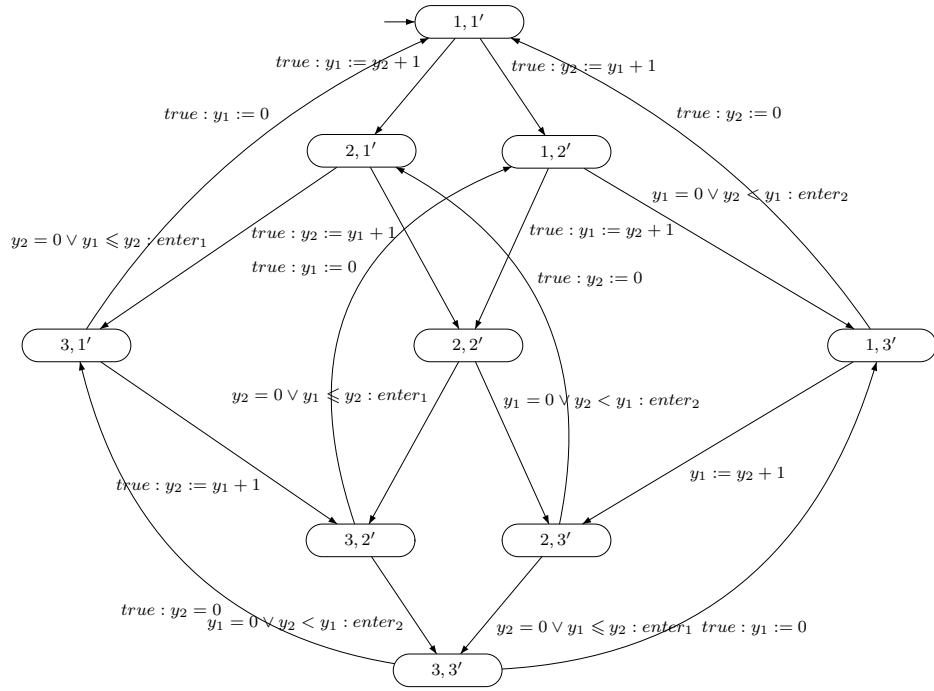 1, 1′
true : y₁ := y₂ + 1
true : y₂ := y₁ + 1
true : y₁ := 0
true : y₂ := 0
2, 1′
1, 2′
y₁ = 0 ∨ y₂ < y₁ : enter₂
true : y₂ := y₁ + 1
true : y₁ := y₂ + 1
y₂ = 0 ∨ y₁ ⩽ y₂ : enter₁
true : y₁ := 0
true : y₂ := 0
3, 1′
2, 2′
1, 3′
y₂ = 0 ∨ y₁ ⩽ y₂ : enter₁
y₁ = 0 ∨ y₂ < y₁ : enter₂
y₁ := y₂ + 1
true : y₂ := y₁ + 1
3, 2′
2, 3′
true : y₂ = 0
y₁ = 0 ∨ y₂ < y₁ : enter₂
y₂ = 0 ∨ y₁ ⩽ y₂ : enter₁
true : y₁ := 0
3, 3′